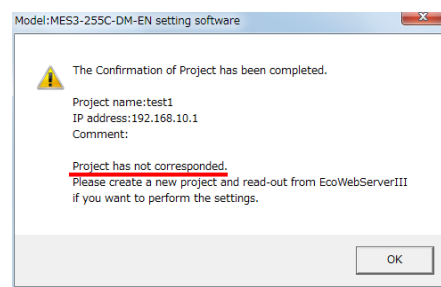 Model:MES3-255C-DM-EN setting software
The Confirmation of Project has been completed.
Project name:test1
IP address:192.168.10.1
Comment:
Project has not corresponded.
Please create a new project and read-out from EcoWebServerIII
if you want to perform the settings.
OK